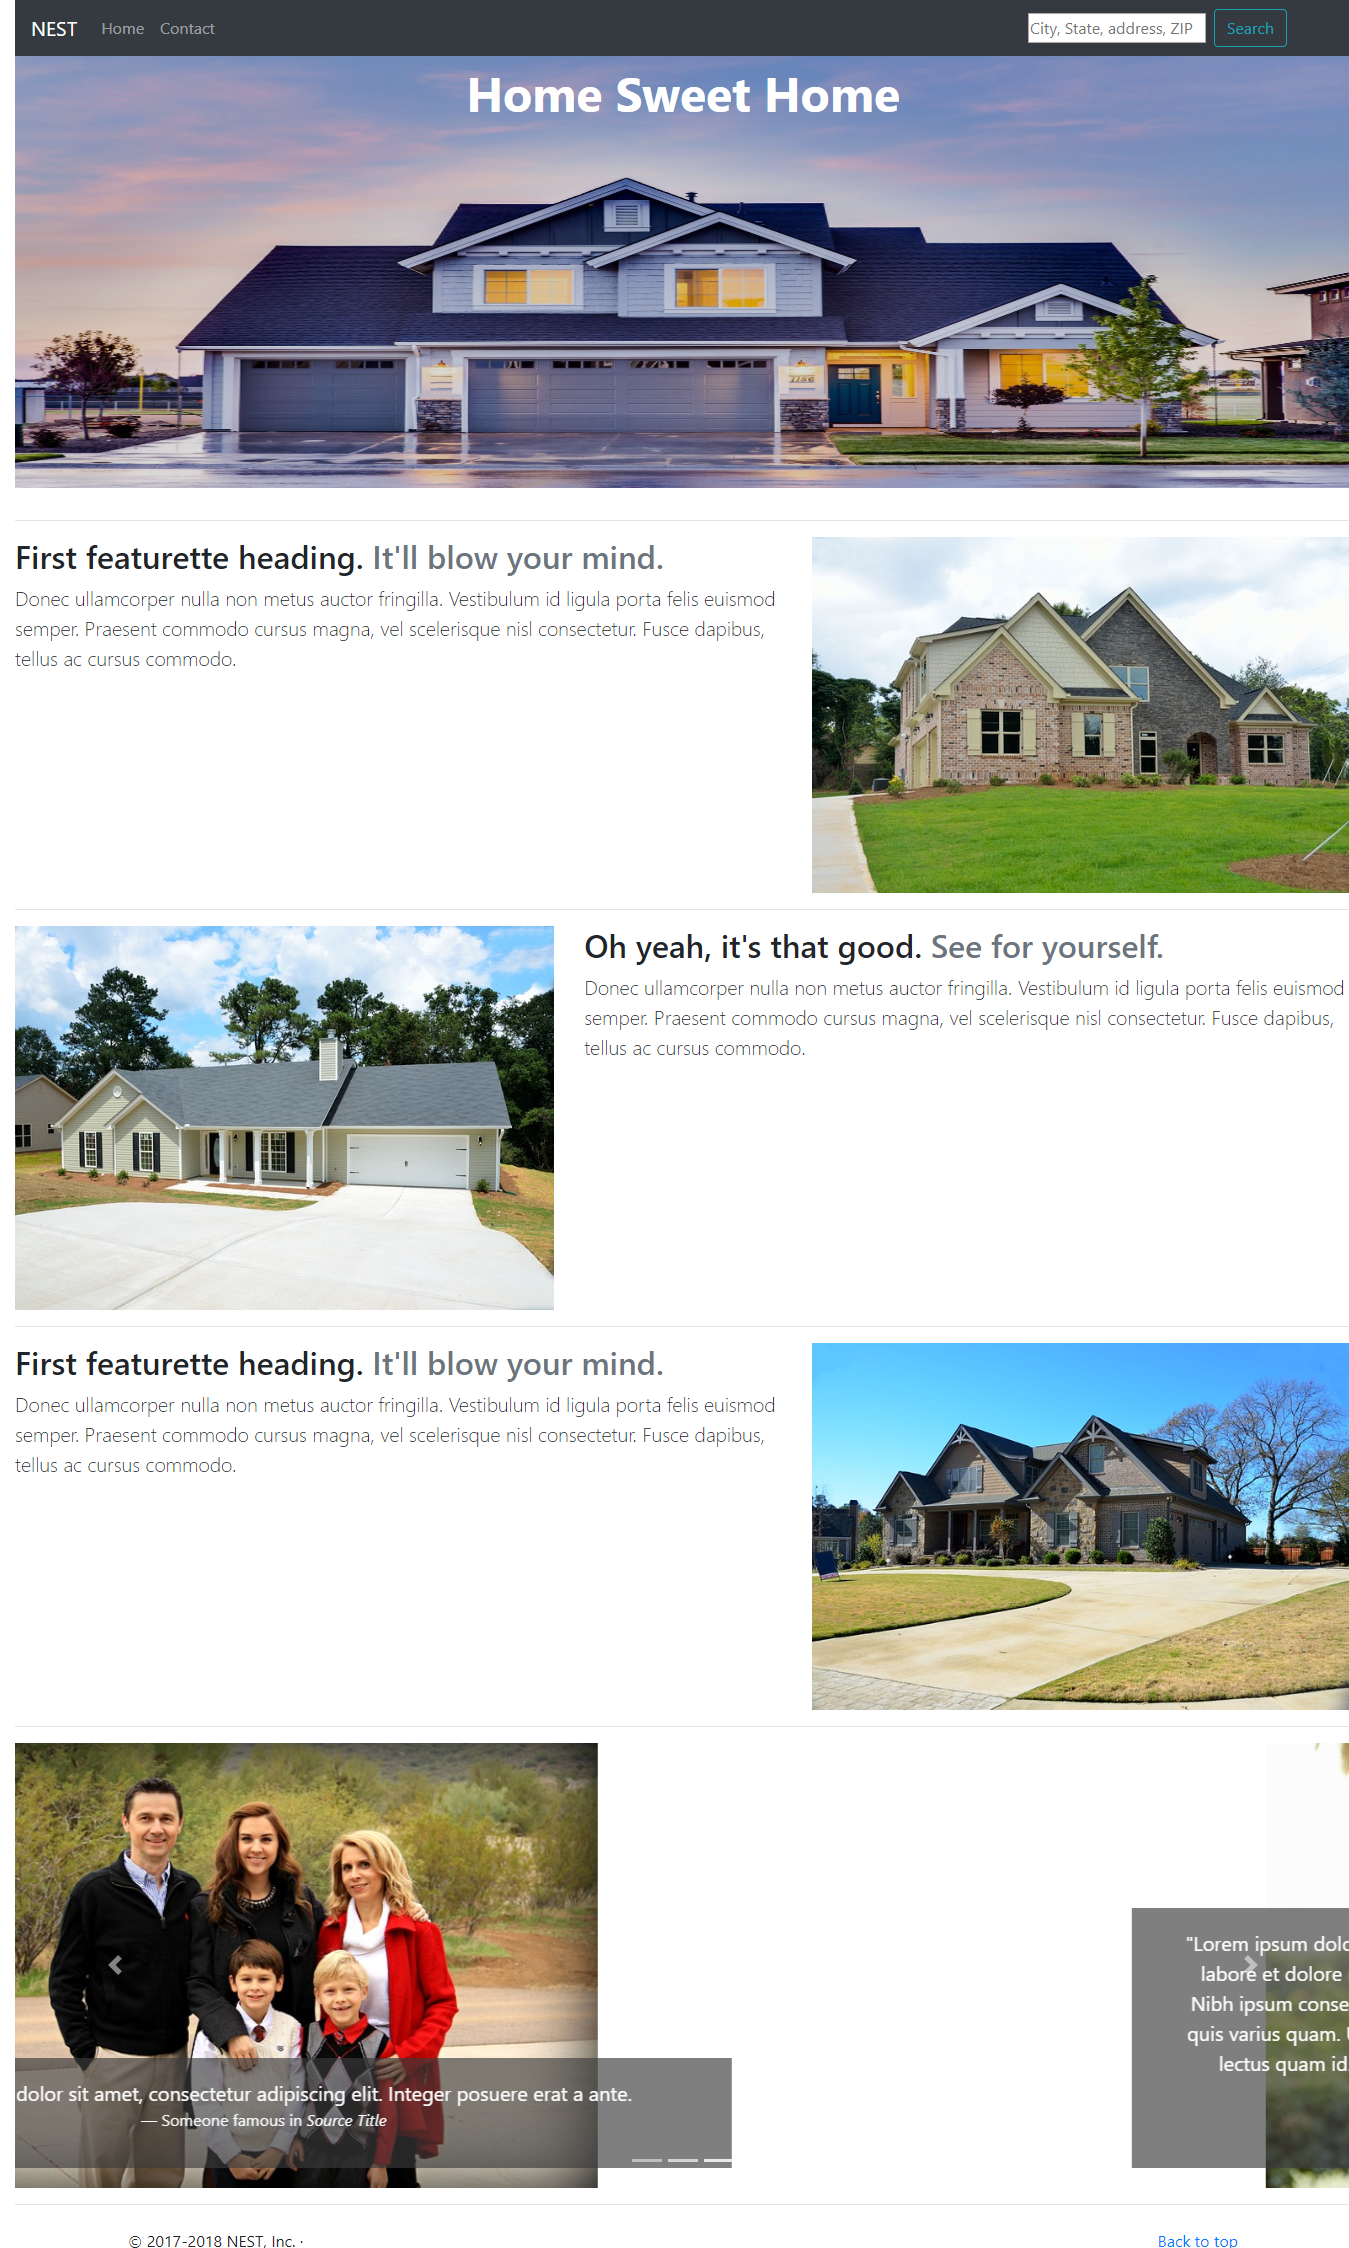 NEST Home Contact City, State, address, ZIP Search
Home Sweet Home
1156
First featurette heading. It'll blow your mind.
Donec ullamcorper nulla non metus auctor fringilla. Vestibulum id ligula porta felis euismod
semper. Praesent commodo cursus magna, vel scelerisque nisl consectetur. Fusce dapibus,
tellus ac cursus commodo.
Oh yeah, it's that good. See for yourself.
Donec ullamcorper nulla non metus auctor fringilla. Vestibulum id ligula porta felis euismod
semper. Praesent commodo cursus magna, vel scelerisque nisl consectetur. Fusce dapibus,
tellus ac cursus commodo.
First featurette heading. It'll blow your mind.
Donec ullamcorper nulla non metus auctor fringilla. Vestibulum id ligula porta felis euismod
semper. Praesent commodo cursus magna, vel scelerisque nisl consectetur. Fusce dapibus,
tellus ac cursus commodo.
dolor sit amet, consectetur adipiscing elit. Integer posuere erat a ante.
— Someone famous in Source Title
"Lorem ipsum dolo
labore et dolore
Nibh ipsum conse
quis varius quam.
lectus quam id
© 2017-2018 NEST, Inc. ·
Back to top